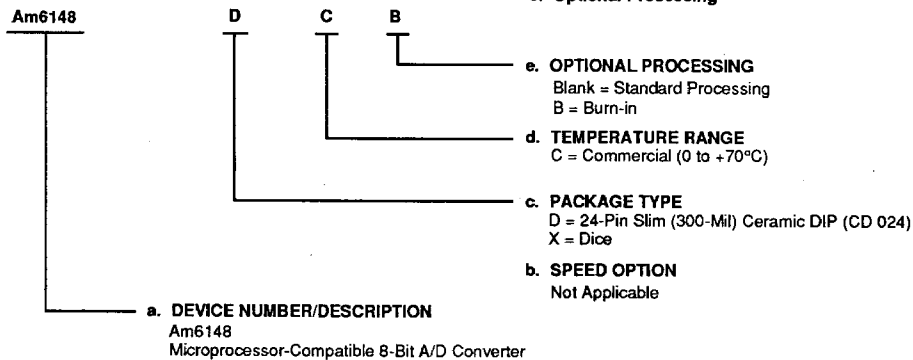 Am6148 D C B
e. OPTIONAL PROCESSING
Blank = Standard Processing
B = Burn-in
d. TEMPERATURE RANGE
C = Commercial (0 to +70°C)
c. PACKAGE TYPE
D = 24-Pin Slim (300-Mil) Ceramic DIP (CD 024)
X = Dice
b. SPEED OPTION
Not Applicable
a. DEVICE NUMBER/DESCRIPTION
Am6148
Microprocessor-Compatible 8-Bit A/D Converter